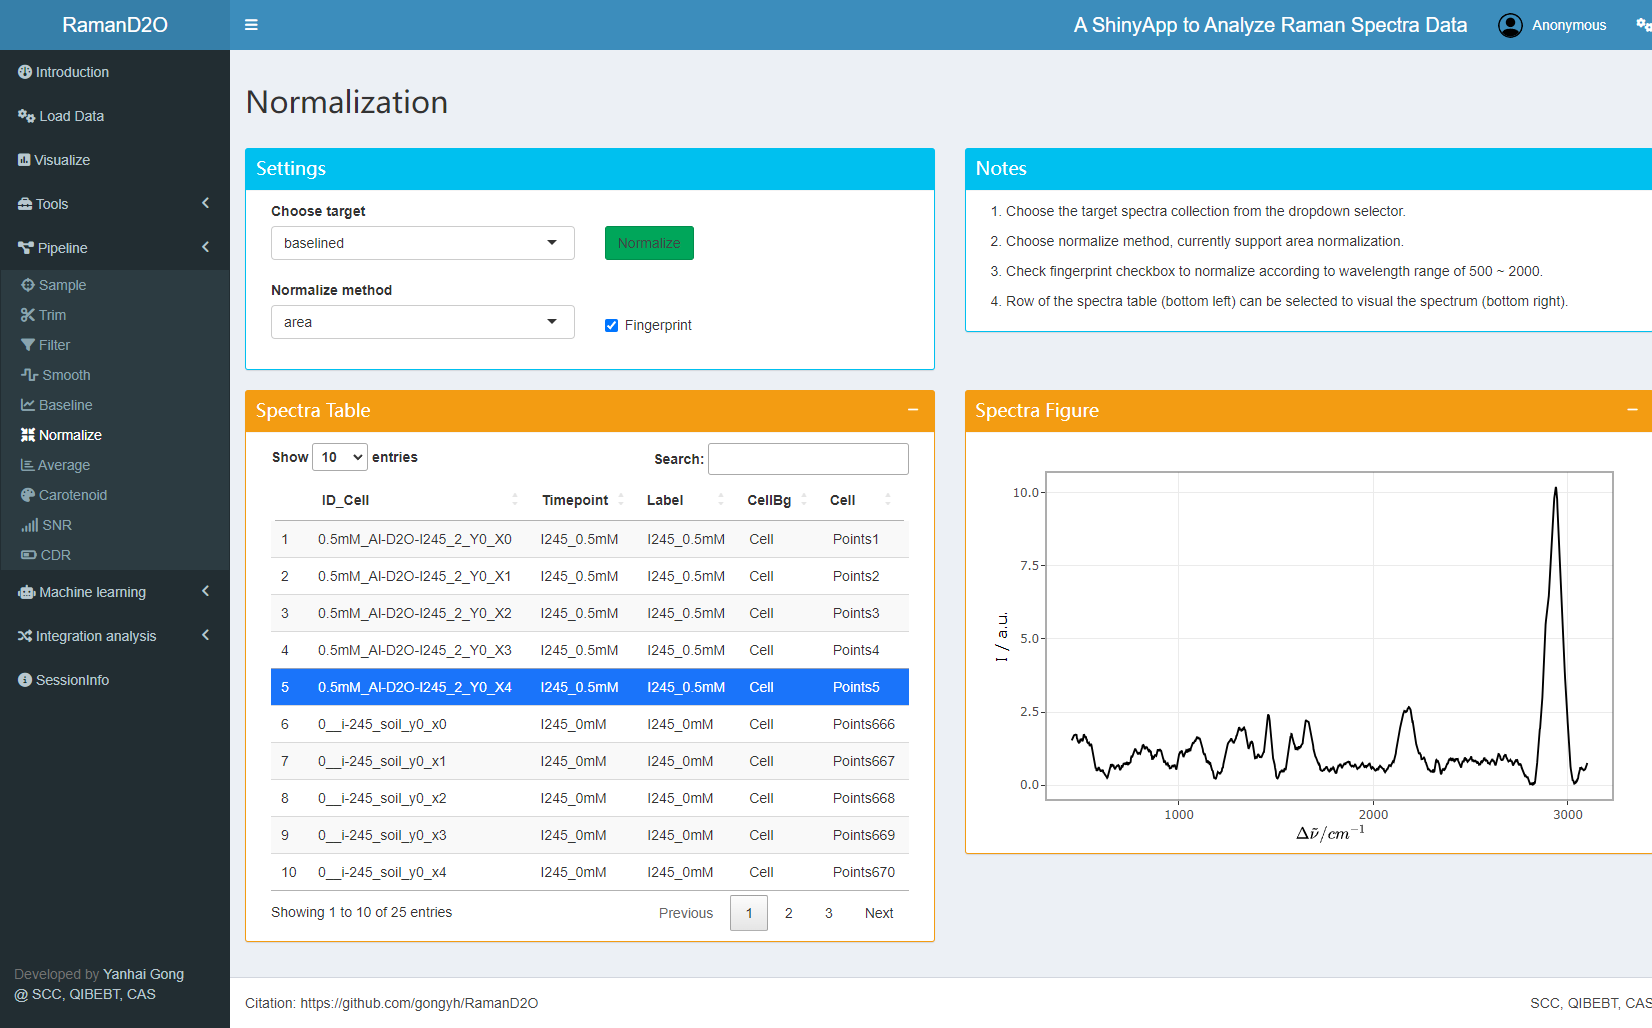 RamanD2O
A ShinyApp to Analyze Raman Spectra Data
Anonymous
Introduction
Load Data
Visualize
Tools
Pipeline
Sample
Trim
Filter
Smooth
Baseline
Normalize
Average
Carotenoid
SNR
CDR
Machine learning
Integration analysis
SessionInfo
Developed by Yanhai Gong
@ SCC, QIBEBT, CAS
Normalization
Settings
Choose target
baselined
Normalize
Normalize method
area
Fingerprint
Notes
1. Choose the target spectra collection from the dropdown selector.
2. Choose normalize method, currently support area normalization.
3. Check fingerprint checkbox to normalize according to wavelength range of 500 ~ 2000.
4. Row of the spectra table (bottom left) can be selected to visual the spectrum (bottom right).
Spectra Table
Show 10 entries
Search:
ID_Cell Timepoint Label CellBg Cell
1 0.5mM_AI-D2O-I245_2_Y0_X0 I245_0.5mM I245_0.5mM Cell Points1
2 0.5mM_AI-D2O-I245_2_Y0_X1 I245_0.5mM I245_0.5mM Cell Points2
3 0.5mM_AI-D2O-I245_2_Y0_X2 I245_0.5mM I245_0.5mM Cell Points3
4 0.5mM_AI-D2O-I245_2_Y0_X3 I245_0.5mM I245_0.5mM Cell Points4
5 0.5mM_AI-D2O-I245_2_Y0_X4 I245_0.5mM I245_0.5mM Cell Points5
6 0__i-245_soil_y0_x0 I245_0mM I245_0mM Cell Points666
7 0__i-245_soil_y0_x1 I245_0mM I245_0mM Cell Points667
8 0__i-245_soil_y0_x2 I245_0mM I245_0mM Cell Points668
9 0__i-245_soil_y0_x3 I245_0mM I245_0mM Cell Points669
10 0__i-245_soil_y0_x4 I245_0mM I245_0mM Cell Points670
Showing 1 to 10 of 25 entries
Previous 1 2 3 Next
Spectra Figure
10.0
7.5
5.0
2.5
0.0
I / a.u.
1000 2000 3000
Δν̃/cm⁻¹
Citation: https://github.com/gongyh/RamanD2O
SCC, QIBEBT, CAS